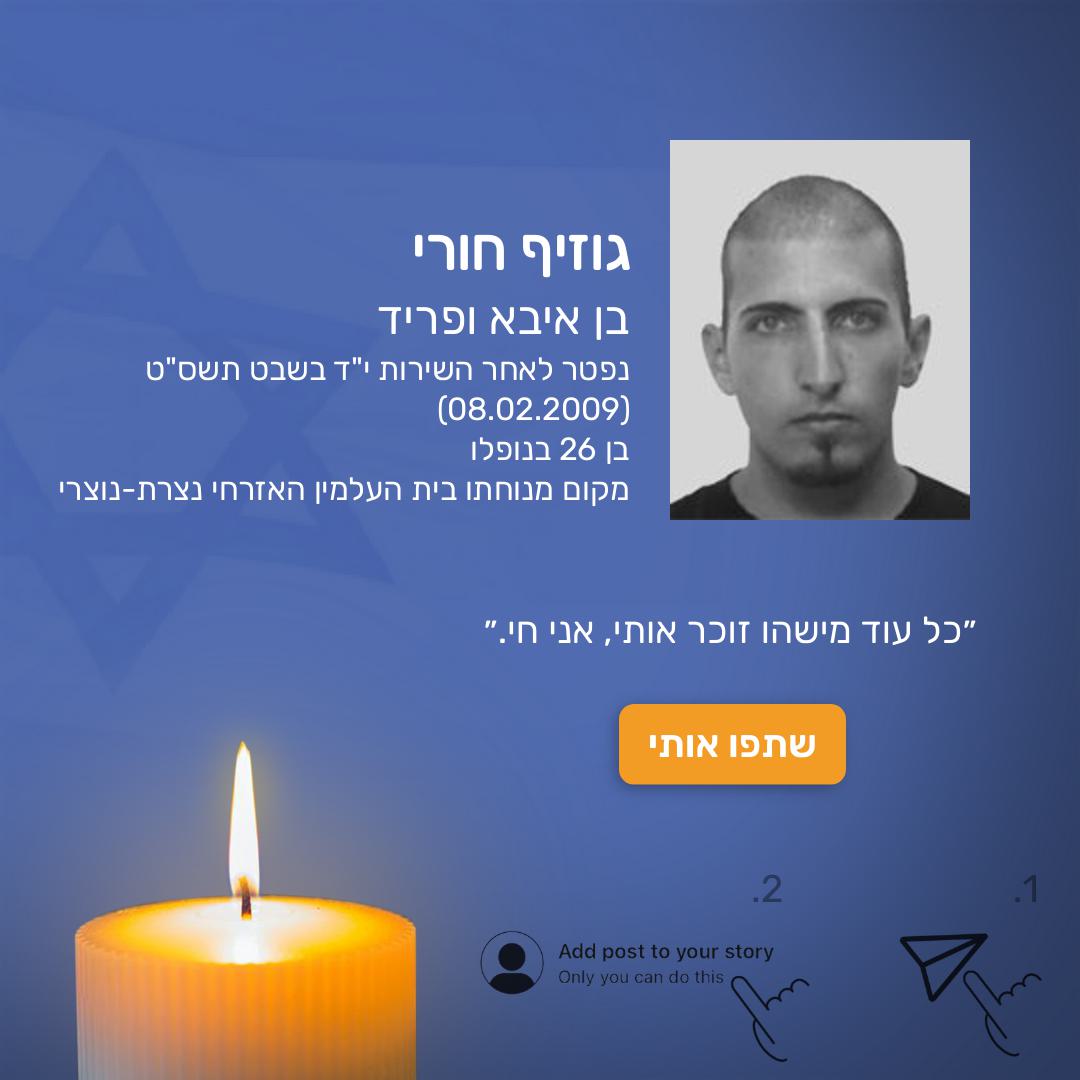 גוזיף חורי
בן איבא ופריד
נפטר לאחר השירות י"ד בשבט תשס"ט
(08.02.2009)
בן 26 בנופלו
מקום מנוחתו בית העלמין האזרחי נצרת-נוצרי
״כל עוד מישהו זוכר אותי, אני חי.״
שתפו אותי
1.
2.
Add post to your story
Only you can do this